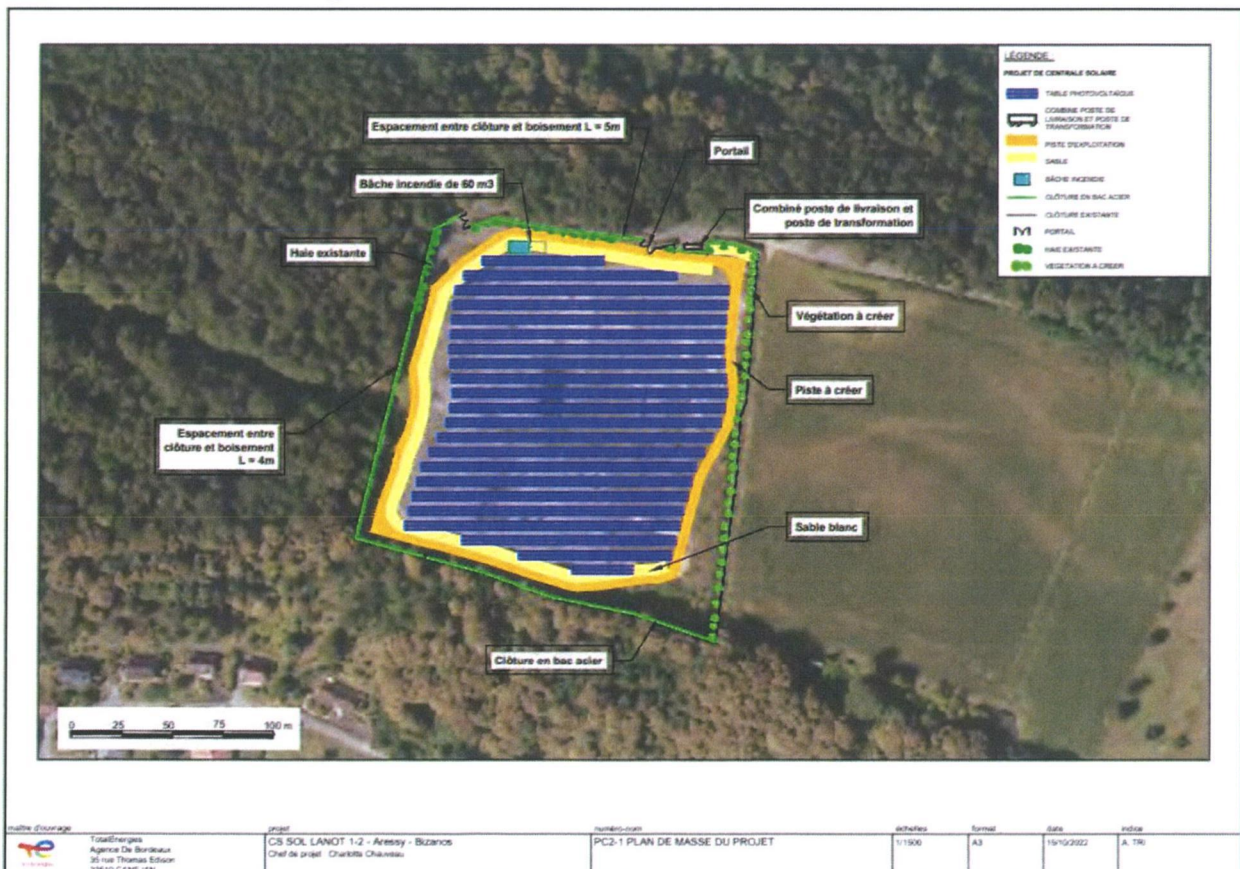 LÉGENDE
PROJET DE CENTRALE SOLAIRE
TABLE PHOTOVOLTAÏQUE
COMBINE POSTE DE
LIVRAISON ET POSTE DE
TRANSFORMATION
PISTE D'EXPLOITATION
SABLE
BÂCHE INCENDIE
CLÔTURE EN BAC ACIER
CLÔTURE EXISTANTE
PORTAIL
HAIE EXISTANTE
VEGETATION A CREER
Espacement entre clôture et boisement L = 5m
Portail
Bâche incendie de 60 m3
Combiné poste de livraison et
poste de transformation
Haie existante
Végétation à créer
Piste à créer
Espacement entre
clôture et boisement
L = 4m
Sable blanc
Clôture en bac acier
0 25 50 75 100 m
maître d'ouvrage
TotalEnergies
Agence De Bordeaux
35 rue Thomas Edison
projet
CS SOL LANOT 1-2 - Aressy - Bizanos
Chef de projet : Charlotte Chauveau
numéro-nom
PC2-1 PLAN DE MASSE DU PROJET
échelles
1/1500
format
A3
date
19/10/2022
indice
A. TRI